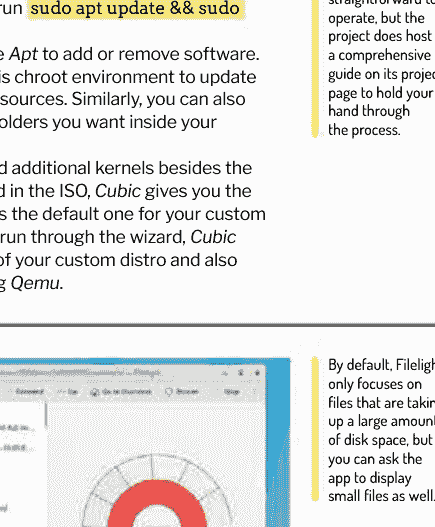 run sudo apt update && sudo
e Apt to add or remove software.
is chroot environment to update
sources. Similarly, you can also
olders you want inside your
d additional kernels besides the
d in the ISO, Cubic gives you the
s the default one for your custom
run through the wizard, Cubic
of your custom distro and also
g Qemu.
straightforward to
operate, but the
project does host
a comprehensive
guide on its projec
page to hold your
hand through
the process.
By default, Fileligh
only focuses on
files that are takin
up a large amount
of disk space, but
you can ask the
app to display
small files as well.